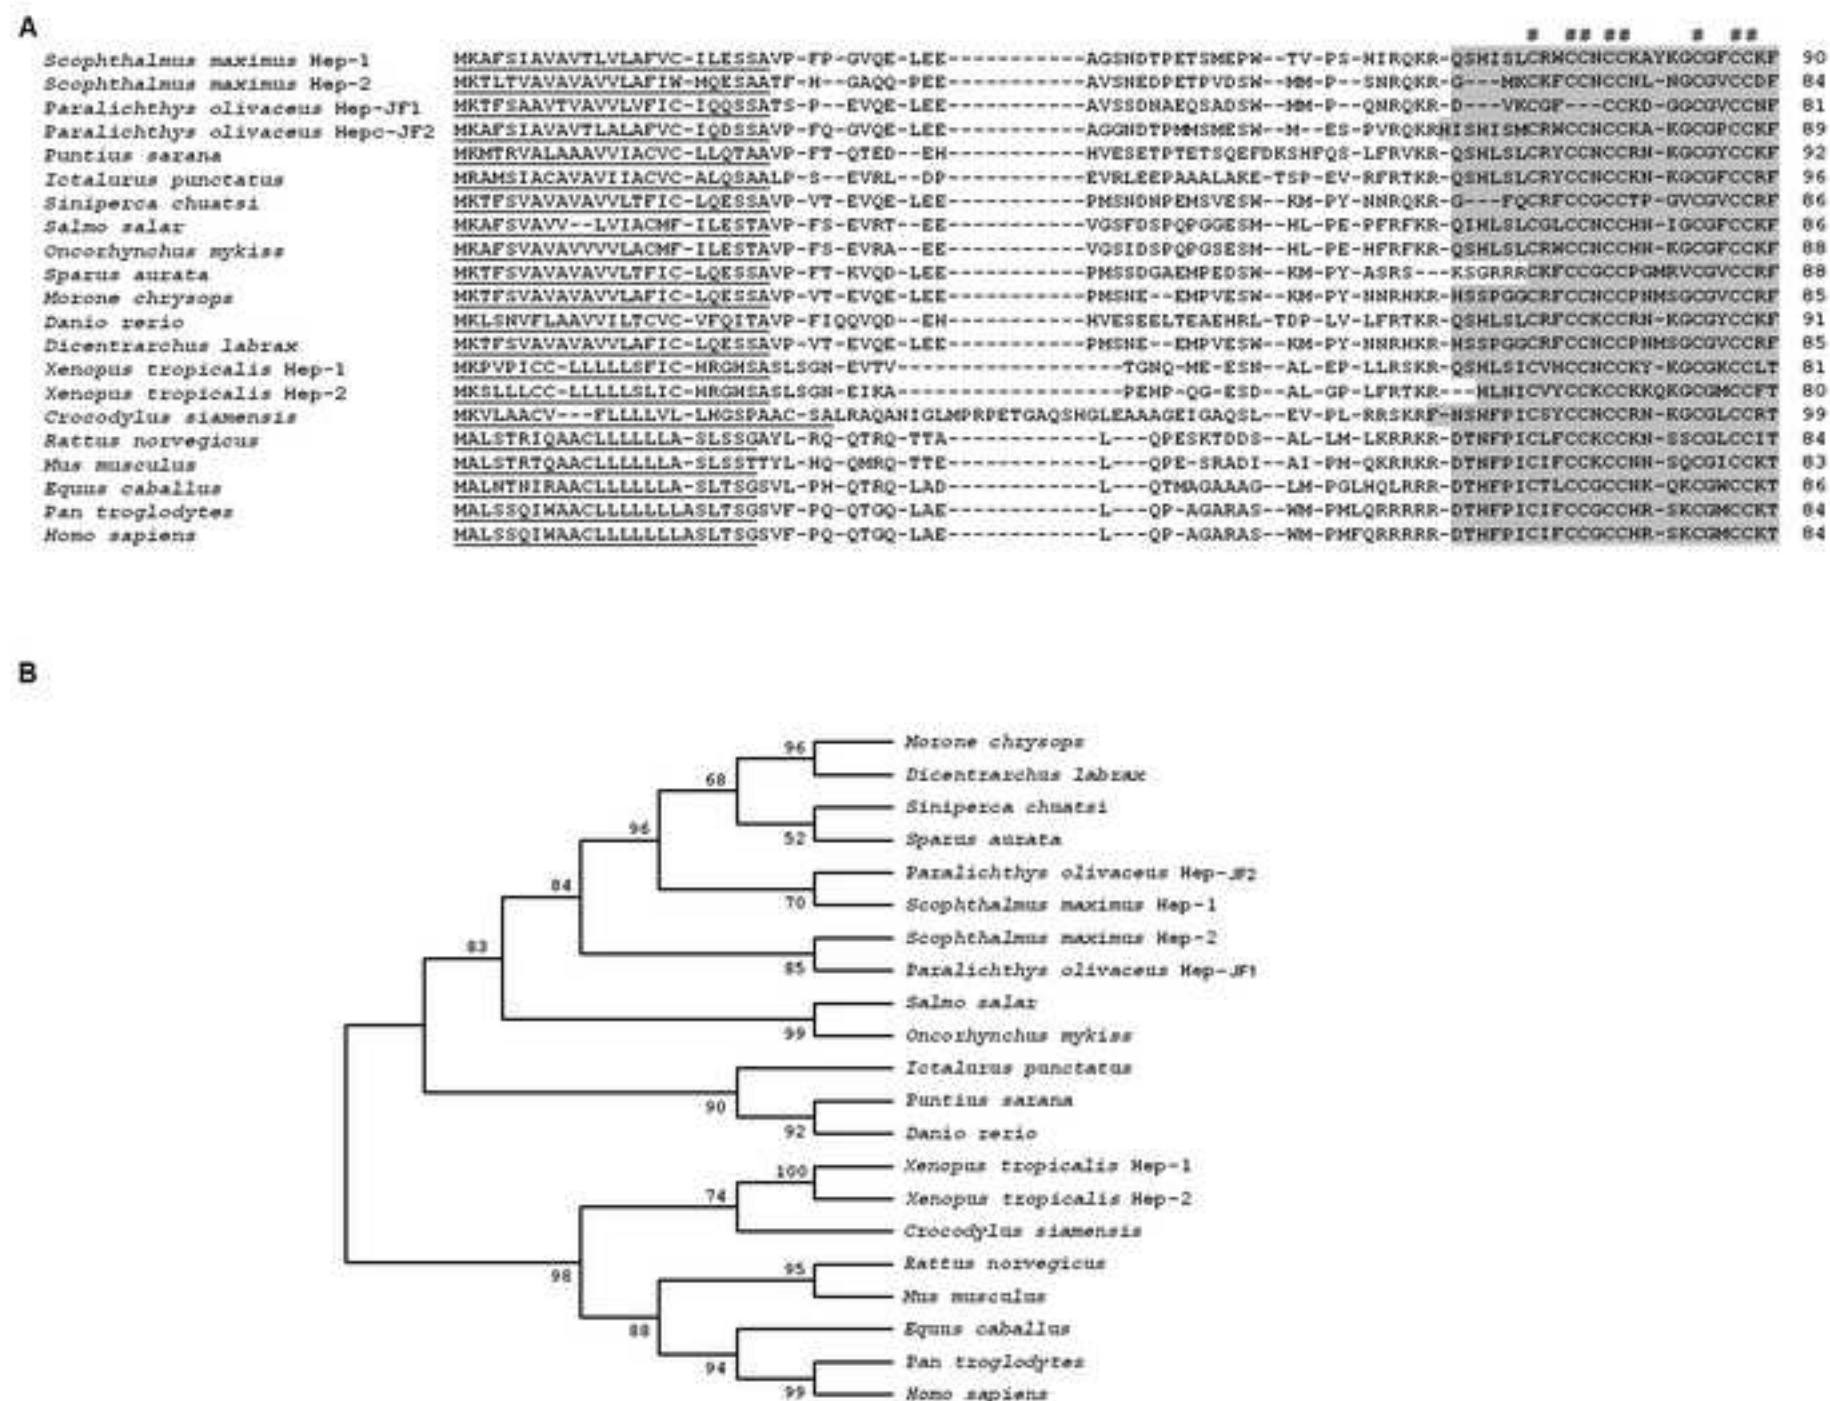 A
# ## ## # ##
Scophthalmus maximus Hep-1 MKAFSIAVAVTLVLAFVC-ILESSAVP-FP-GVQE-LEE-----------AGSNDTPETSMEPW--TV-PS-HIRQKR-QSHISLCRWCCNCCKAYKGCGFCCKF 90
Scophthalmus maximus Hep-2 MKTLTVAVAVAVVLAFIW-MQESAATF-H--GAQQ-PEE-----------AVSNEDPETPVDSW--MM-P--SNRQKR-G---MKCKFCCNCCNL-NGCGVCCDF 84
Paralichthys olivaceus Hep-JF1 MKTFSAAVTVAVVLVFIC-IQQSSATS-P--EVQE-LEE-----------AVSSDNAEQSADSW--MM-P--QNRQKR-D---VKCGF---CCKD-GGCGVCCNF 81
Paralichthys olivaceus Hepc-JF2 MKAFSIAVAVTLALAFVC-IQDSSAVP-FQ-GVQE-LEE-----------AGGNDTPMMSMESW--M--ES-PVRQKRHISHISMCRWCCNCCKA-KGCGPCCKF 89
Puntius sarana MKMTRVALAAAVVIACVC-LLQTAAVP-FT-QTED--EH-----------HVESETPTETSQEFDKSHFQS-LFRVKR-QSHLSLCRYCCNCCRN-KGCGYCCKF 92
Ictalurus punctatus MRAMSIACAVAVIIACVC-ALQSAALP-S--EVRL--DP-----------EVRLEEPAAALAKE-TSP-EV-RFRTKR-QSHLSLCRYCCNCCKN-KGCGFCCRF 96
Siniperca chuatsi MKTFSVAVAVAVVLTFIC-LQESSAVP-VT-EVQE-LEE-----------PMSNDNPEMSVESW--KM-PY-NNRQKR-G---FQCRFCCGCCTP-GVCGVCCRF 86
Salmo salar MKAFSVAVV--LVIACMF-ILESTAVP-FS-EVRT--EE-----------VGSFDSPQPGGESM--HL-PE-PFRFKR-QIHLSLCGLCCNCCHN-IGCGFCCKF 86
Oncorhynchus mykiss MKAFSVAVAVVVVLACMF-ILESTAVP-FS-EVRA--EE-----------VGSIDSPQPGSESM--HL-PE-HFRFKR-QSHLSLCRWCCNCCHN-KGCGFCCKF 88
Sparus aurata MKTFSVAVAVAVVLTFIC-LQESSAVP-FT-KVQD-LEE-----------PMSSDGAEMPEDSW--KM-PY-ASRS---KSGRRRCKFCCGCCPGMRVCGVCCRF 88
Morone chrysops MKTFSVAVAVAVVLAFIC-LQESSAVP-VT-EVQE-LEE-----------PMSNE--EMPVESW--KM-PY-NNRHKR-HSSPGGCRFCCNCCPNMSGCGVCCRF 85
Danio rerio MKLSNVFLAAVVILTCVC-VFQITAVP-FIQQVQD--EH-----------HVESEELTEAEHRL-TDP-LV-LFRTKR-QSHLSLCRFCCNCCRN-KGCGYCCKF 91
Dicentrarchus labrax MKTFSVAVAVAVVLAFIC-LQESSAVP-VT-EVQE-LEE-----------PMSNE--EMPVESW--KM-PY-NNRHKR-HSSPGGCRFCCNCCPNMSGCGVCCRF 85
Xenopus tropicalis Hep-1 MKPVPICC-LLLLLSFIC-HRGHSASLSGN-EVTV------------------TGNQ-ME-ESN--AL-EP-LLRSKR-QSHLSICVHCCNCCKY-KGCGKCCLT 81
Xenopus tropicalis Hep-2 MKSLLLCC-LLLLLSLIC-HRGHSASLSGN-EIKA------------------PEHP-QG-ESD--AL-GP-LFRTKR---HLNICVYCCKCCKKQKGCGMCCFT 80
Crocodylus siamensis MKVLAACV---FLLLLVL-LHGSPAAC-SALRAQANIGLMPRPETGAQSHGLEAAAGEIGAQSL--EV-PL-RRSKRF-NSHFPICSYCCNCCRN-KGCGLCCRT 99
Rattus norvegicus MALSTRIQAACLLLLLLA-SLSSGAYL-RQ-QTRQ-TTA-----------L---QPESKTDDS--AL-LM-LKRRKR-DTNFPICLFCCKCCKN-SSCGLCCIT 84
Mus musculus MALSTRTQAACLLLLLLA-SLSSTTYL-HQ-QMRQ-TTE-----------L---QPE-SRADI--AI-PM-QKRRKR-DTNFPICIFCCKCCNN-SQCGICCKT 83
Equus caballus MALNTNIRAACLLLLLLA-SLTSGSVL-PH-QTRQ-LAD-----------L---QTMAGAAAG--LM-PGLHQLRRR-DTHFPICTLCCGCCNK-QKCGWCCKT 86
Pan troglodytes MALSSQIWAACLLLLLLLASLTSGSVF-PQ-QTGQ-LAE-----------L---QP-AGARAS--WM-PMLQRRRRR-DTHFPICIFCCGCCHR-SKCGMCCKT 84
Homo sapiens MALSSQIWAACLLLLLLLASLTSGSVF-PQ-QTGQ-LAE-----------L---QP-AGARAS--WM-PMFQRRRRR-DTHFPICIFCCGCCHR-SKCGMCCKT 84
B
96 Morone chrysops
Dicentrarchus labrax
68
Siniperca chuatsi
52 Sparus aurata
96
Paralichthys olivaceus Hep-JF2
70 Scophthalmus maximus Hep-1
84
Scophthalmus maximus Hep-2
85 Paralichthys olivaceus Hep-JF1
83
Salmo salar
99 Oncorhynchus mykiss
Ictalurus punctatus
90 Puntius sarana
92 Danio rerio
100 Xenopus tropicalis Hep-1
74 Xenopus tropicalis Hep-2
Crocodylus siamensis
98
95 Rattus norvegicus
Mus musculus
88
Equus caballus
94 Pan troglodytes
99 Homo sapiens